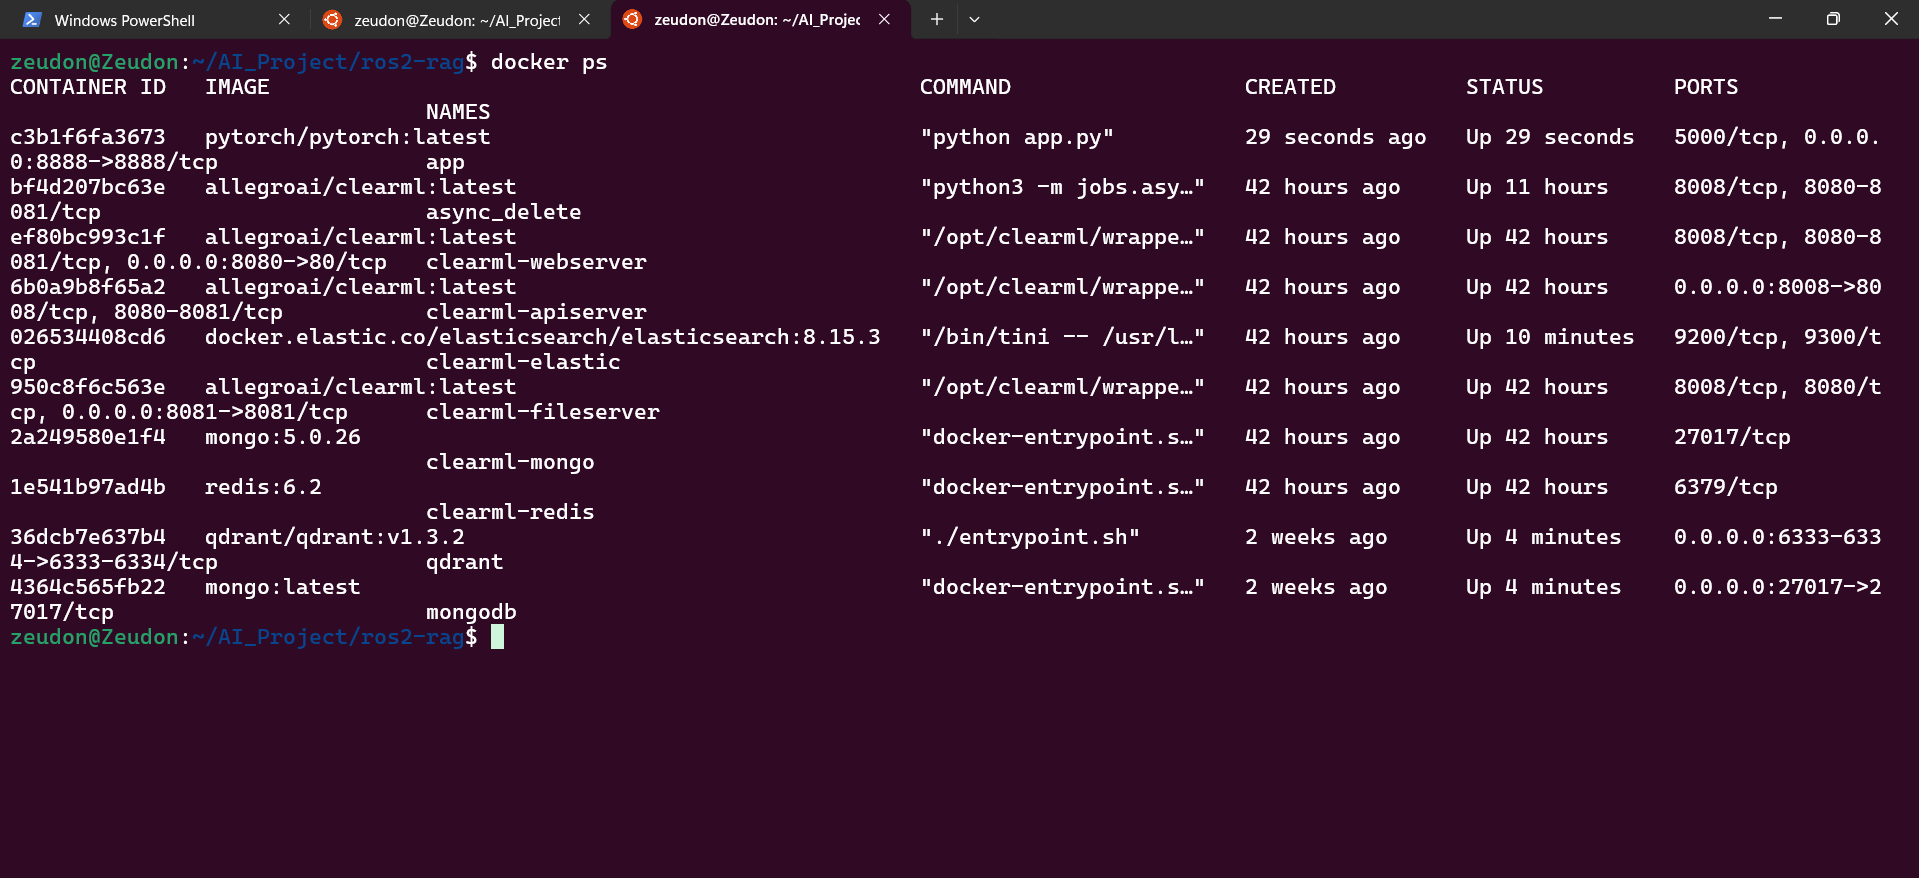 Windows PowerShell
zeudon@Zeudon: ~/AI_Project
zeudon@Zeudon: ~/AI_Projec
zeudon@Zeudon:~/AI_Project/ros2-rag$ docker ps
CONTAINER ID   IMAGE                                                  COMMAND                  CREATED          STATUS          PORTS
                                NAMES
c3b1f6fa3673   pytorch/pytorch:latest                                 "python app.py"          29 seconds ago   Up 29 seconds   5000/tcp, 0.0.0.
0:8888->8888/tcp                app
bf4d207bc63e   allegroai/clearml:latest                               "python3 -m jobs.asy…"   42 hours ago     Up 11 hours     8008/tcp, 8080-8
081/tcp                         async_delete
ef80bc993c1f   allegroai/clearml:latest                               "/opt/clearml/wrappe…"   42 hours ago     Up 42 hours     8008/tcp, 8080-8
081/tcp, 0.0.0.0:8080->80/tcp   clearml-webserver
6b0a9b8f65a2   allegroai/clearml:latest                               "/opt/clearml/wrappe…"   42 hours ago     Up 42 hours     0.0.0.0:8008->80
08/tcp, 8080-8081/tcp           clearml-apiserver
026534408cd6   docker.elastic.co/elasticsearch/elasticsearch:8.15.3   "/bin/tini -- /usr/l…"   42 hours ago     Up 10 minutes   9200/tcp, 9300/t
cp                              clearml-elastic
950c8f6c563e   allegroai/clearml:latest                               "/opt/clearml/wrappe…"   42 hours ago     Up 42 hours     8008/tcp, 8080/t
cp, 0.0.0.0:8081->8081/tcp      clearml-fileserver
2a249580e1f4   mongo:5.0.26                                           "docker-entrypoint.s…"   42 hours ago     Up 42 hours     27017/tcp
                                clearml-mongo
1e541b97ad4b   redis:6.2                                              "docker-entrypoint.s…"   42 hours ago     Up 42 hours     6379/tcp
                                clearml-redis
36dcb7e637b4   qdrant/qdrant:v1.3.2                                   "./entrypoint.sh"        2 weeks ago      Up 4 minutes    0.0.0.0:6333-633
4->6333-6334/tcp                qdrant
4364c565fb22   mongo:latest                                           "docker-entrypoint.s…"   2 weeks ago      Up 4 minutes    0.0.0.0:27017->2
7017/tcp                        mongodb
zeudon@Zeudon:~/AI_Project/ros2-rag$